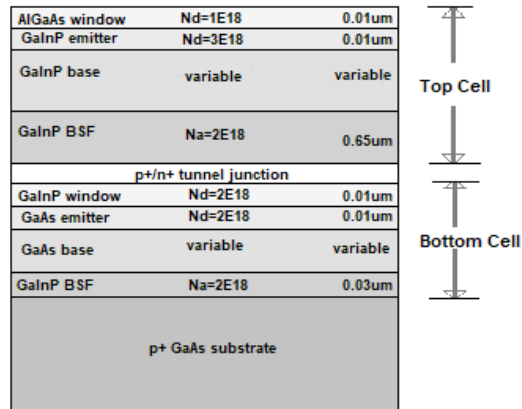 AlGaAs window Nd=1E18 0.01um
GaInP emitter Nd=3E18 0.01um
GaInP base variable variable
Top Cell
GaInP BSF Na=2E18 0.65um
p+/n+ tunnel junction
GaInP window Nd=2E18 0.01um
GaAs emitter Nd=2E18 0.01um
GaAs base variable variable
Bottom Cell
GaInP BSF Na=2E18 0.03um
p+ GaAs substrate